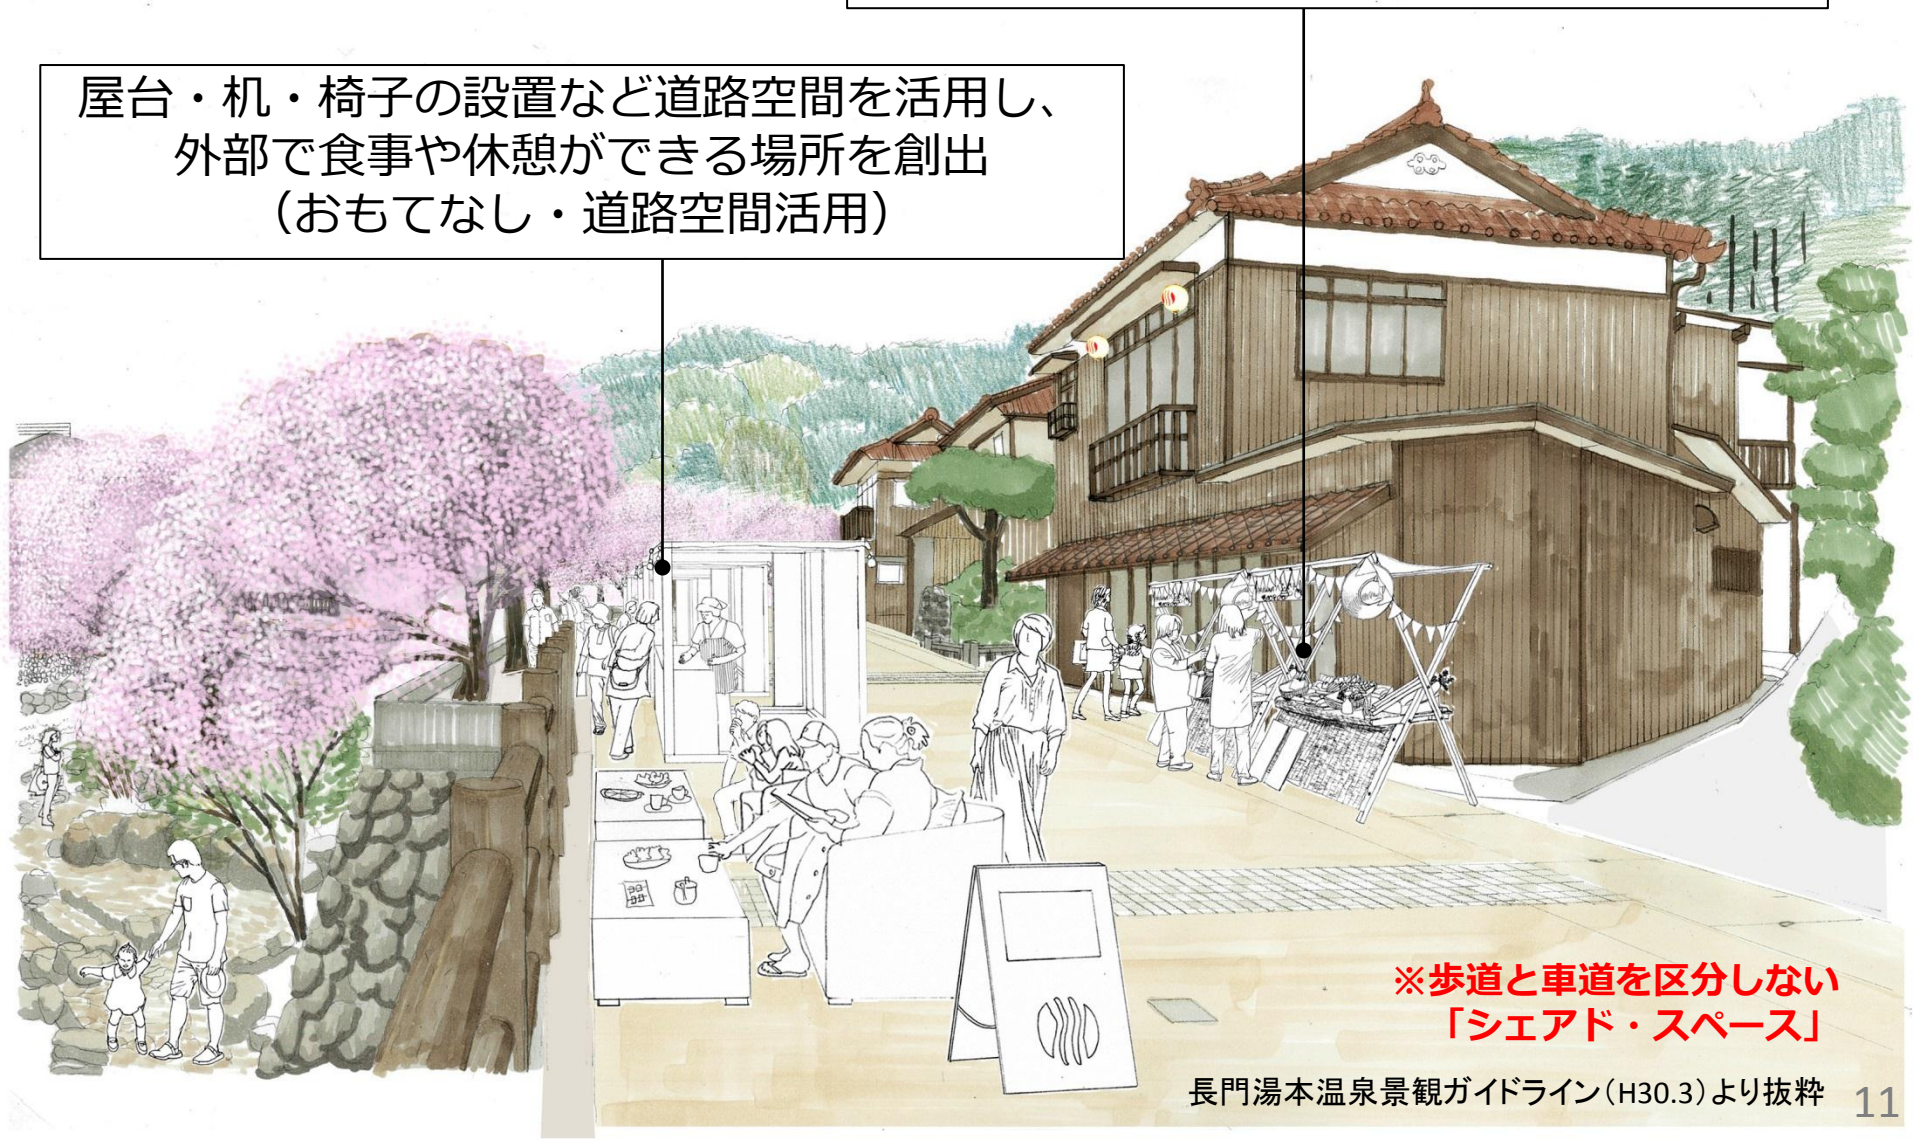 屋台・机・椅子の設置など道路空間を活用し、
外部で食事や休憩ができる場所を創出
（おもてなし・道路空間活用）
※歩道と車道を区分しない
「シェアド・スペース」
長門湯本温泉景観ガイドライン（H30.3）より抜粋
11